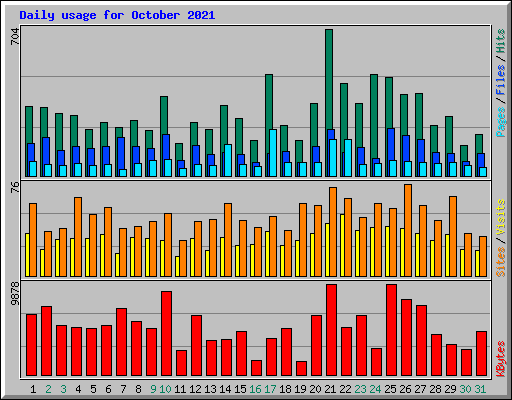 Daily usage for October 2021
704
Pages / Files / Hits
76
Sites / Visits
9878
KBytes
1 2 3 4 5 6 7 8 9 10 11 12 13 14 15 16 17 18 19 20 21 22 23 24 25 26 27 28 29 30 31